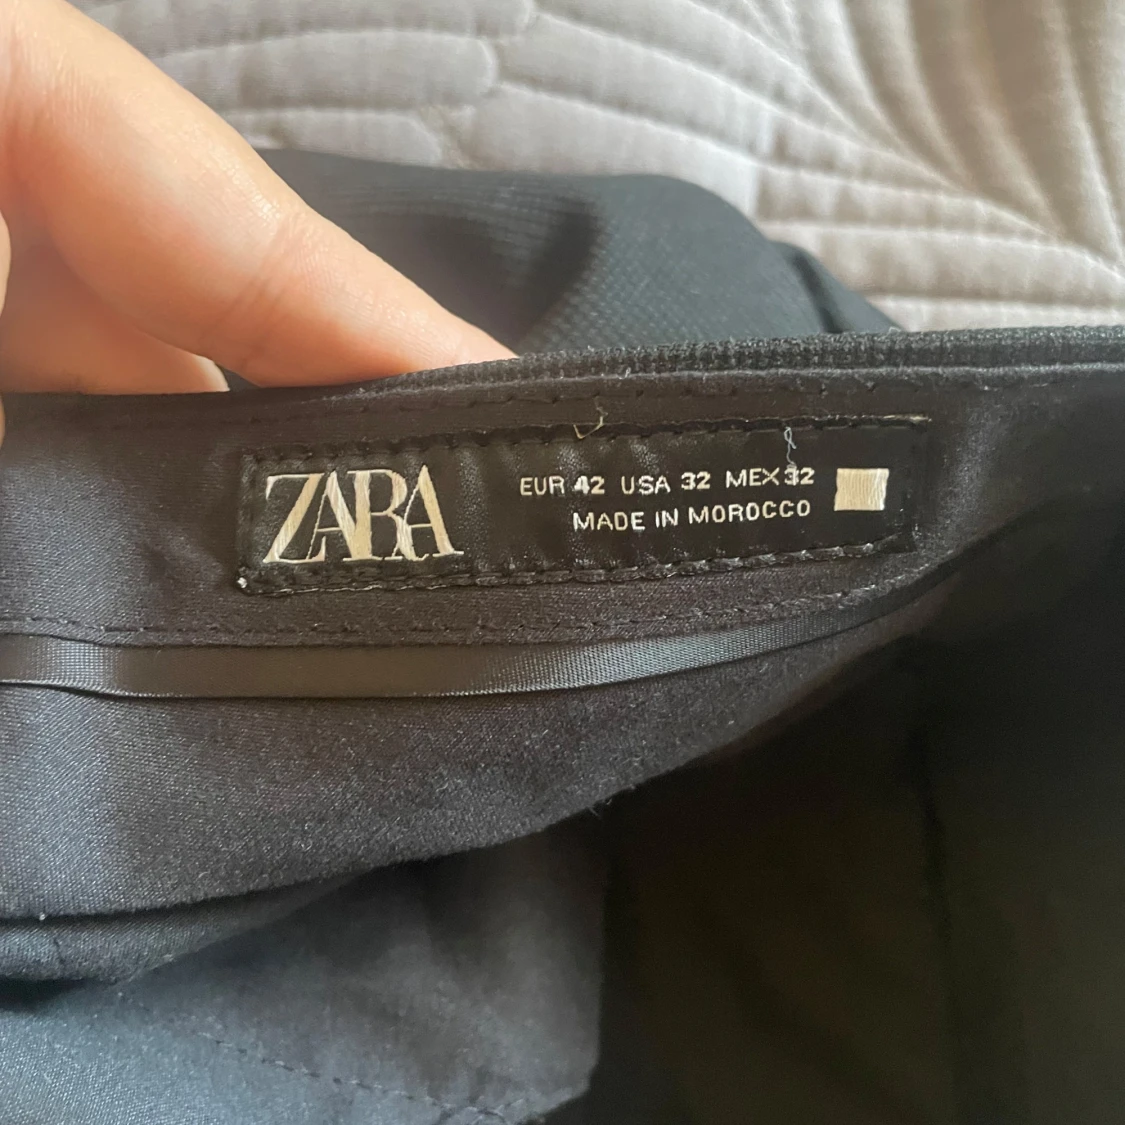 ZARA
EUR 42 USA 32 MEX 32
MADE IN MOROCCO